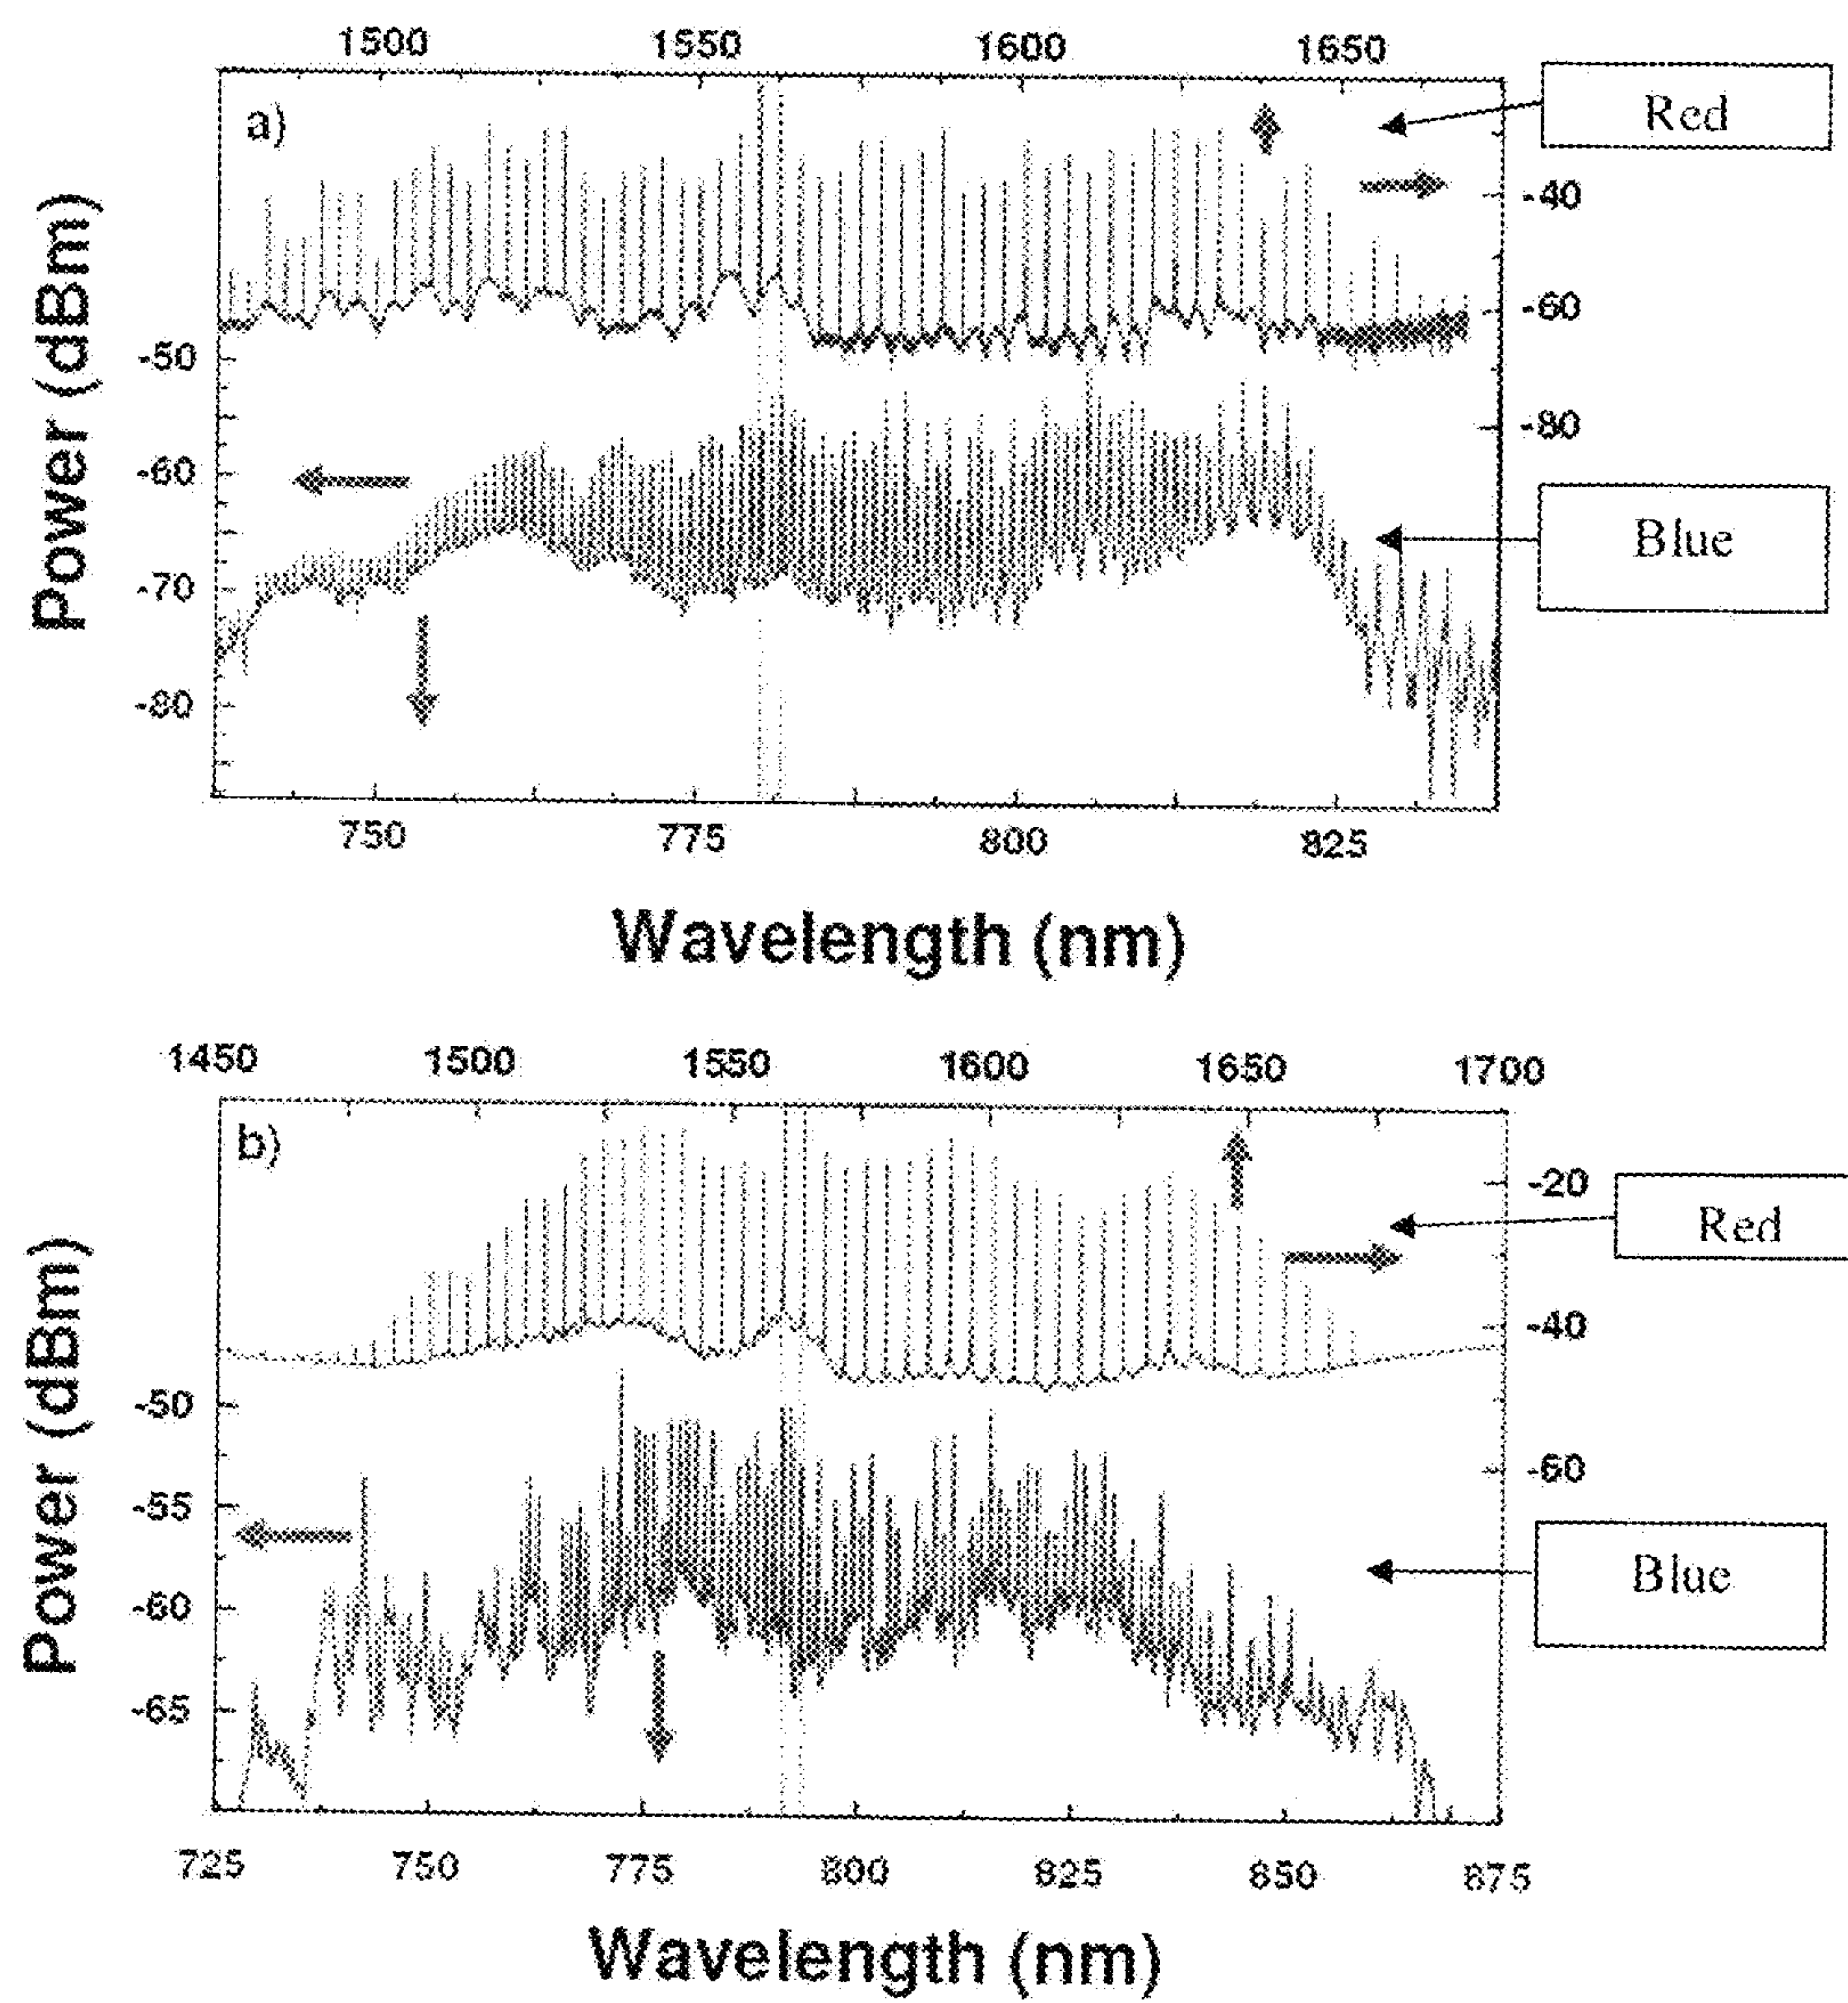 1500 1550 1600 1650
a)
Red
-40
-60
-80
Blue
Power (dBm)
-50
-60
-70
-80
750 775 800 825
Wavelength (nm)
1450 1500 1550 1600 1650 1700
b)
-20
Red
-40
-60
Blue
Power (dBm)
-50
-55
-60
-65
725 750 775 800 825 850 875
Wavelength (nm)